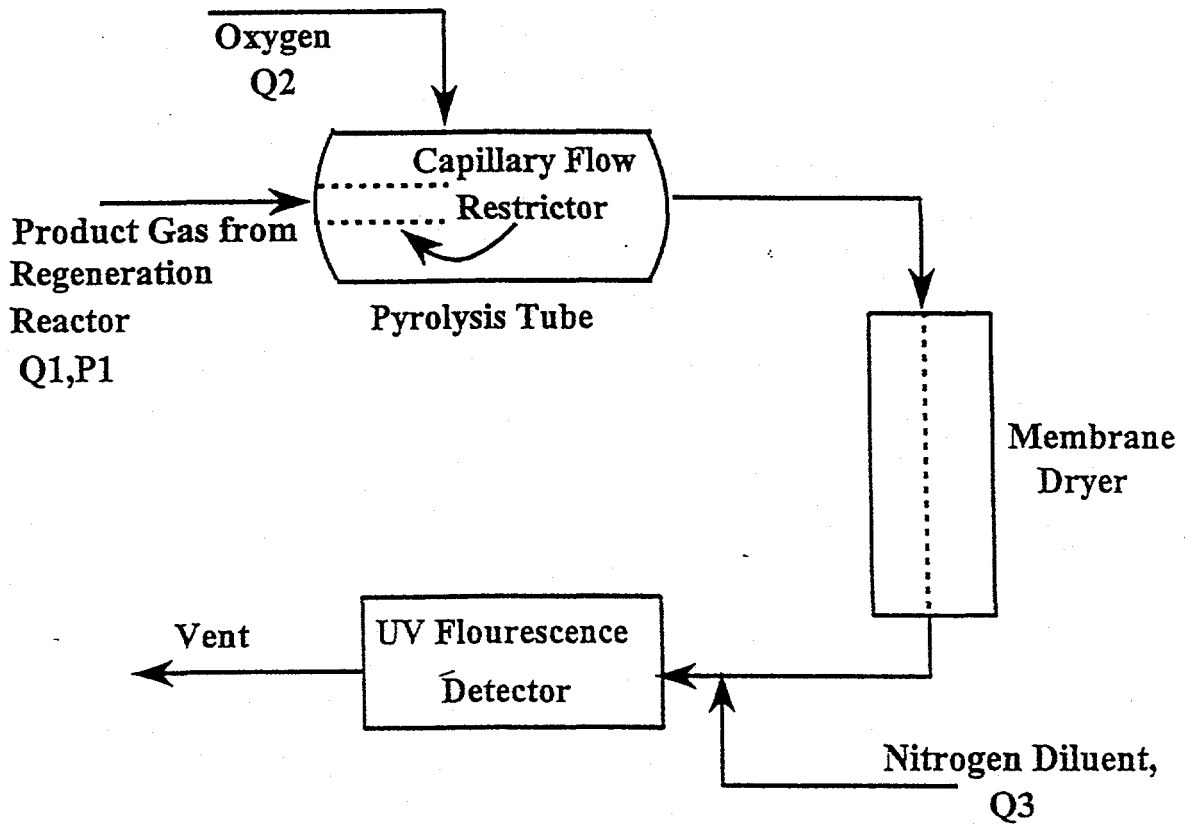 Oxygen
Q2
Capillary Flow
Restrictor
Product Gas from
Regeneration
Reactor
Q1,P1
Pyrolysis Tube
Membrane
Dryer
Vent
UV Flourescence
Detector
Nitrogen Diluent,
Q3